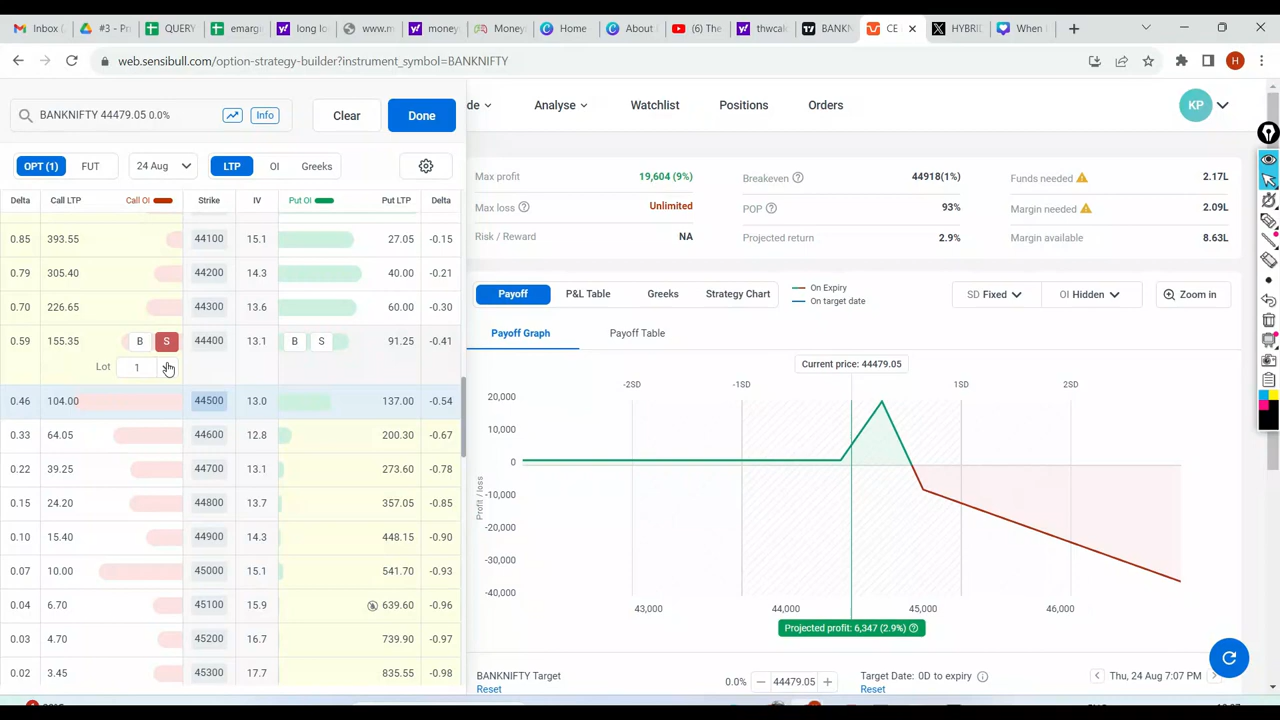 Inbox (
#3 - Pr
QUERY
emarg
long lo
www.m
money
Money
Home
About
(6) The
thwcak
BANKN
CE
HYBRI
When
web.sensibull.com/option-strategy-builder?instrument_symbol=BANKNIFTY
H
BANKNIFTY 44479.05 0.0%
Info
Clear
Done
de
Analyse
Watchlist
Positions
Orders
KP
OPT (1)
FUT
24 Aug
LTP
OI
Greeks
Max profit 19,604 (9%)
Breakeven 44918(1%)
Funds needed 2.17L
Max loss Unlimited
POP 93%
Margin needed 2.09L
Risk / Reward NA
Projected return 2.9%
Margin available 8.63L
Delta Call LTP Call OI Strike IV Put OI Put LTP Delta
0.85 393.55 44100 15.1 27.05 -0.15
0.79 305.40 44200 14.3 40.00 -0.21
0.70 226.65 44300 13.6 60.00 -0.30
0.59 155.35 B S 44400 13.1 B S 91.25 -0.41
Lot 1
0.46 104.00 44500 13.0 137.00 -0.54
0.33 64.05 44600 12.8 200.30 -0.67
0.22 39.25 44700 13.1 273.60 -0.78
0.15 24.20 44800 13.7 357.05 -0.85
0.10 15.40 44900 14.3 448.15 -0.90
0.07 10.00 45000 15.1 541.70 -0.93
0.04 6.70 45100 15.9 639.60 -0.96
0.03 4.70 45200 16.7 739.90 -0.97
0.02 3.45 45300 17.7 835.55 -0.98
Payoff
P&L Table
Greeks
Strategy Chart
On Expiry
On target date
SD Fixed
OI Hidden
Zoom in
Payoff Graph
Payoff Table
Current price: 44479.05
-2SD -1SD 1SD 2SD
20,000
10,000
0
-10,000
-20,000
-30,000
-40,000
Profit / loss
43,000 44,000 45,000 46,000
Projected profit: 6,347 (2.9%)
BANKNIFTY Target
0.0% 44479.05
Target Date: 0D to expiry
Thu, 24 Aug 7:07 PM
Reset
Reset